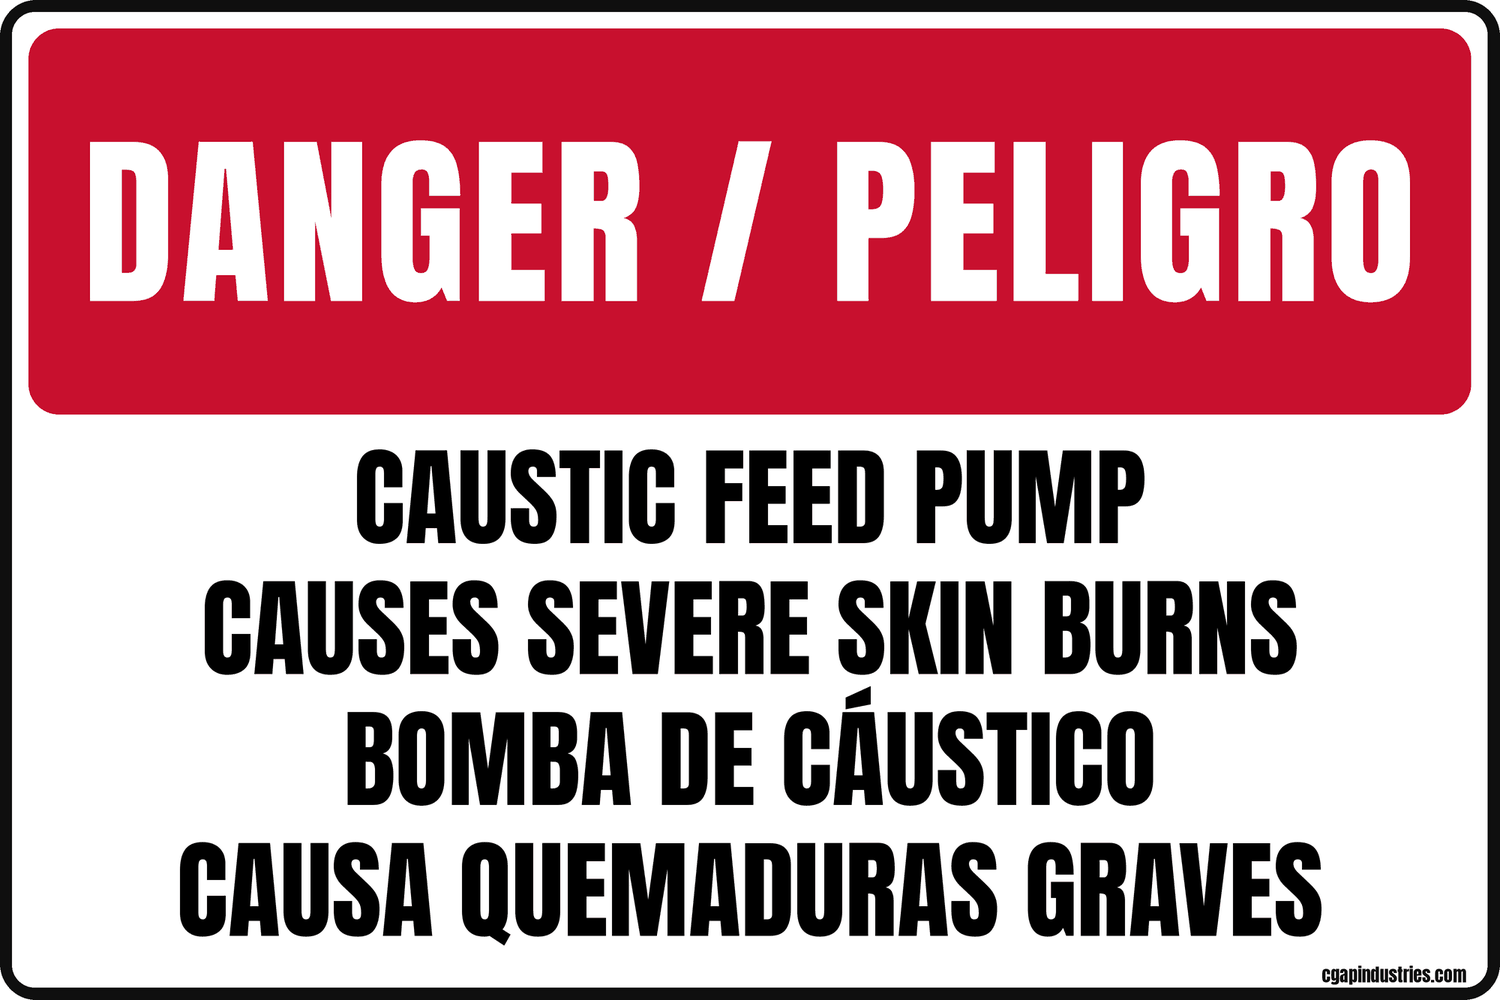 DANGER / PELIGRO
CAUSTIC FEED PUMP
CAUSES SEVERE SKIN BURNS
BOMBA DE CÁUSTICO
CAUSA QUEMADURAS GRAVES
cgapindustries.com